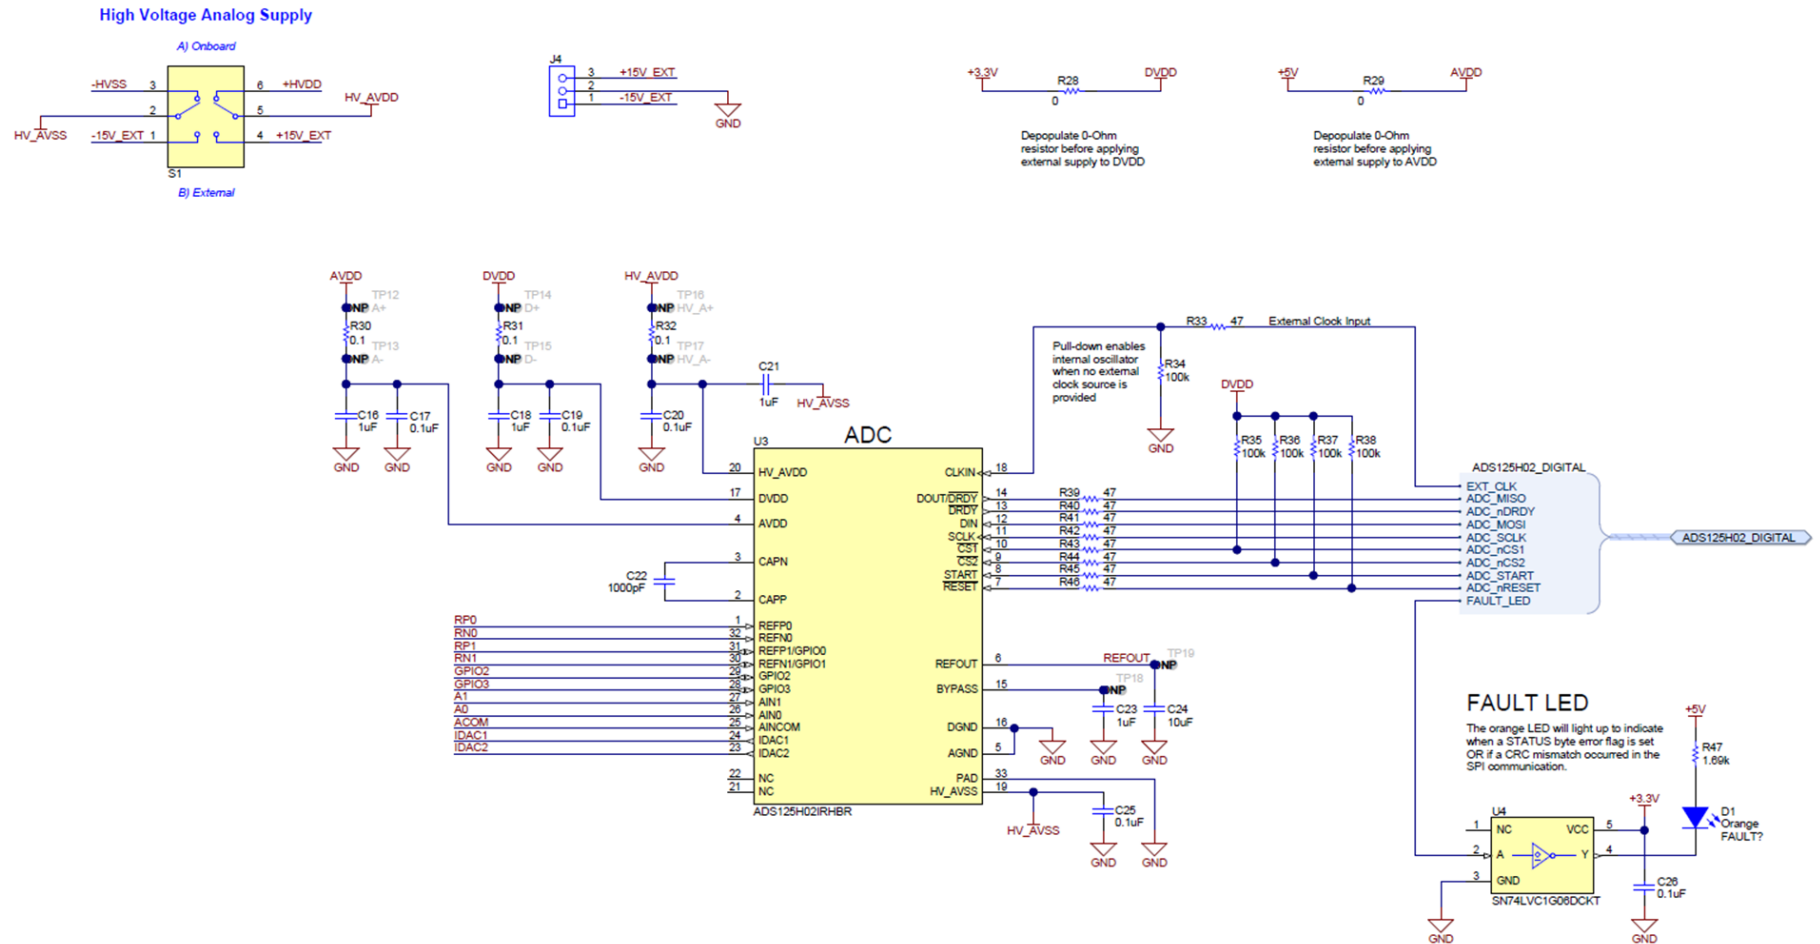 High Voltage Analog Supply
A) Onboard
-HVSS 3
6 +HVDD
HV_AVDD
2
5
HV_AVSS
-15V_EXT 1
4 +15V_EXT
S1
B) External
J4
3 +15V_EXT
2
1 -15V_EXT
GND
+3.3V
R28
DVDD
0
Depopulate 0-Ohm
resistor before applying
external supply to DVDD
+5V
R29
AVDD
0
Depopulate 0-Ohm
resistor before applying
external supply to AVDD
AVDD
TP12
NP A+
R30
0.1
TP13
NP A-
C16
1uF
C17
0.1uF
GND
GND
DVDD
TP14
NP D+
R31
0.1
TP15
NP D-
C18
1uF
C19
0.1uF
GND
GND
HV_AVDD
TP16
NP HV_A+
R32
0.1
TP17
NP HV_A-
C20
0.1uF
GND
C21
1uF
HV_AVSS
Pull-down enables
internal oscillator
when no external
clock source is
provided
R33 47 External Clock Input
R34
100k
GND
DVDD
R35
100k
R36
100k
R37
100k
R38
100k
U3
ADC
20 HV_AVDD
17 DVDD
4 AVDD
3 CAPN
C22
1000pF
2 CAPP
RP0 1 REFP0
RN0 32 REFN0
RP1 31 REFP1/GPIO0
RN1 30 REFN1/GPIO1
GPIO2 29 GPIO2
GPIO3 28 GPIO3
A1 27 AIN1
A0 26 AIN0
ACOM 25 AINCOM
IDAC1 24 IDAC1
IDAC2 23 IDAC2
22 NC
21 NC
ADS125H02IRHBR
CLKIN 18
DOUT/DRDY 14 R39 47
DRDY 13 R40 47
DIN 12 R41 47
SCLK 11 R42 47
CS1 10 R43 47
CS2 9 R44 47
START 8 R45 47
RESET 7 R46 47
REFOUT 6 REFOUT
TP19
NP
BYPASS 15
TP18
NP
C23
1uF
C24
10uF
DGND 16
AGND 5
GND
GND
GND
PAD 33
HV_AVSS 19
HV_AVSS
C25
0.1uF
GND
GND
ADS125H02_DIGITAL
EXT_CLK
ADC_MISO
ADC_nDRDY
ADC_MOSI
ADC_SCLK
ADC_nCS1
ADC_nCS2
ADC_START
ADC_nRESET
FAULT_LED
ADS125H02_DIGITAL
FAULT LED
The orange LED will light up to indicate
when a STATUS byte error flag is set
OR if a CRC mismatch occurred in the
SPI communication.
+5V
R47
1.69k
D1
Orange
FAULT?
+3.3V
U4
1 NC
VCC 5
2 A
Y 4
3 GND
SN74LVC1G06DCKT
C26
0.1uF
GND
GND